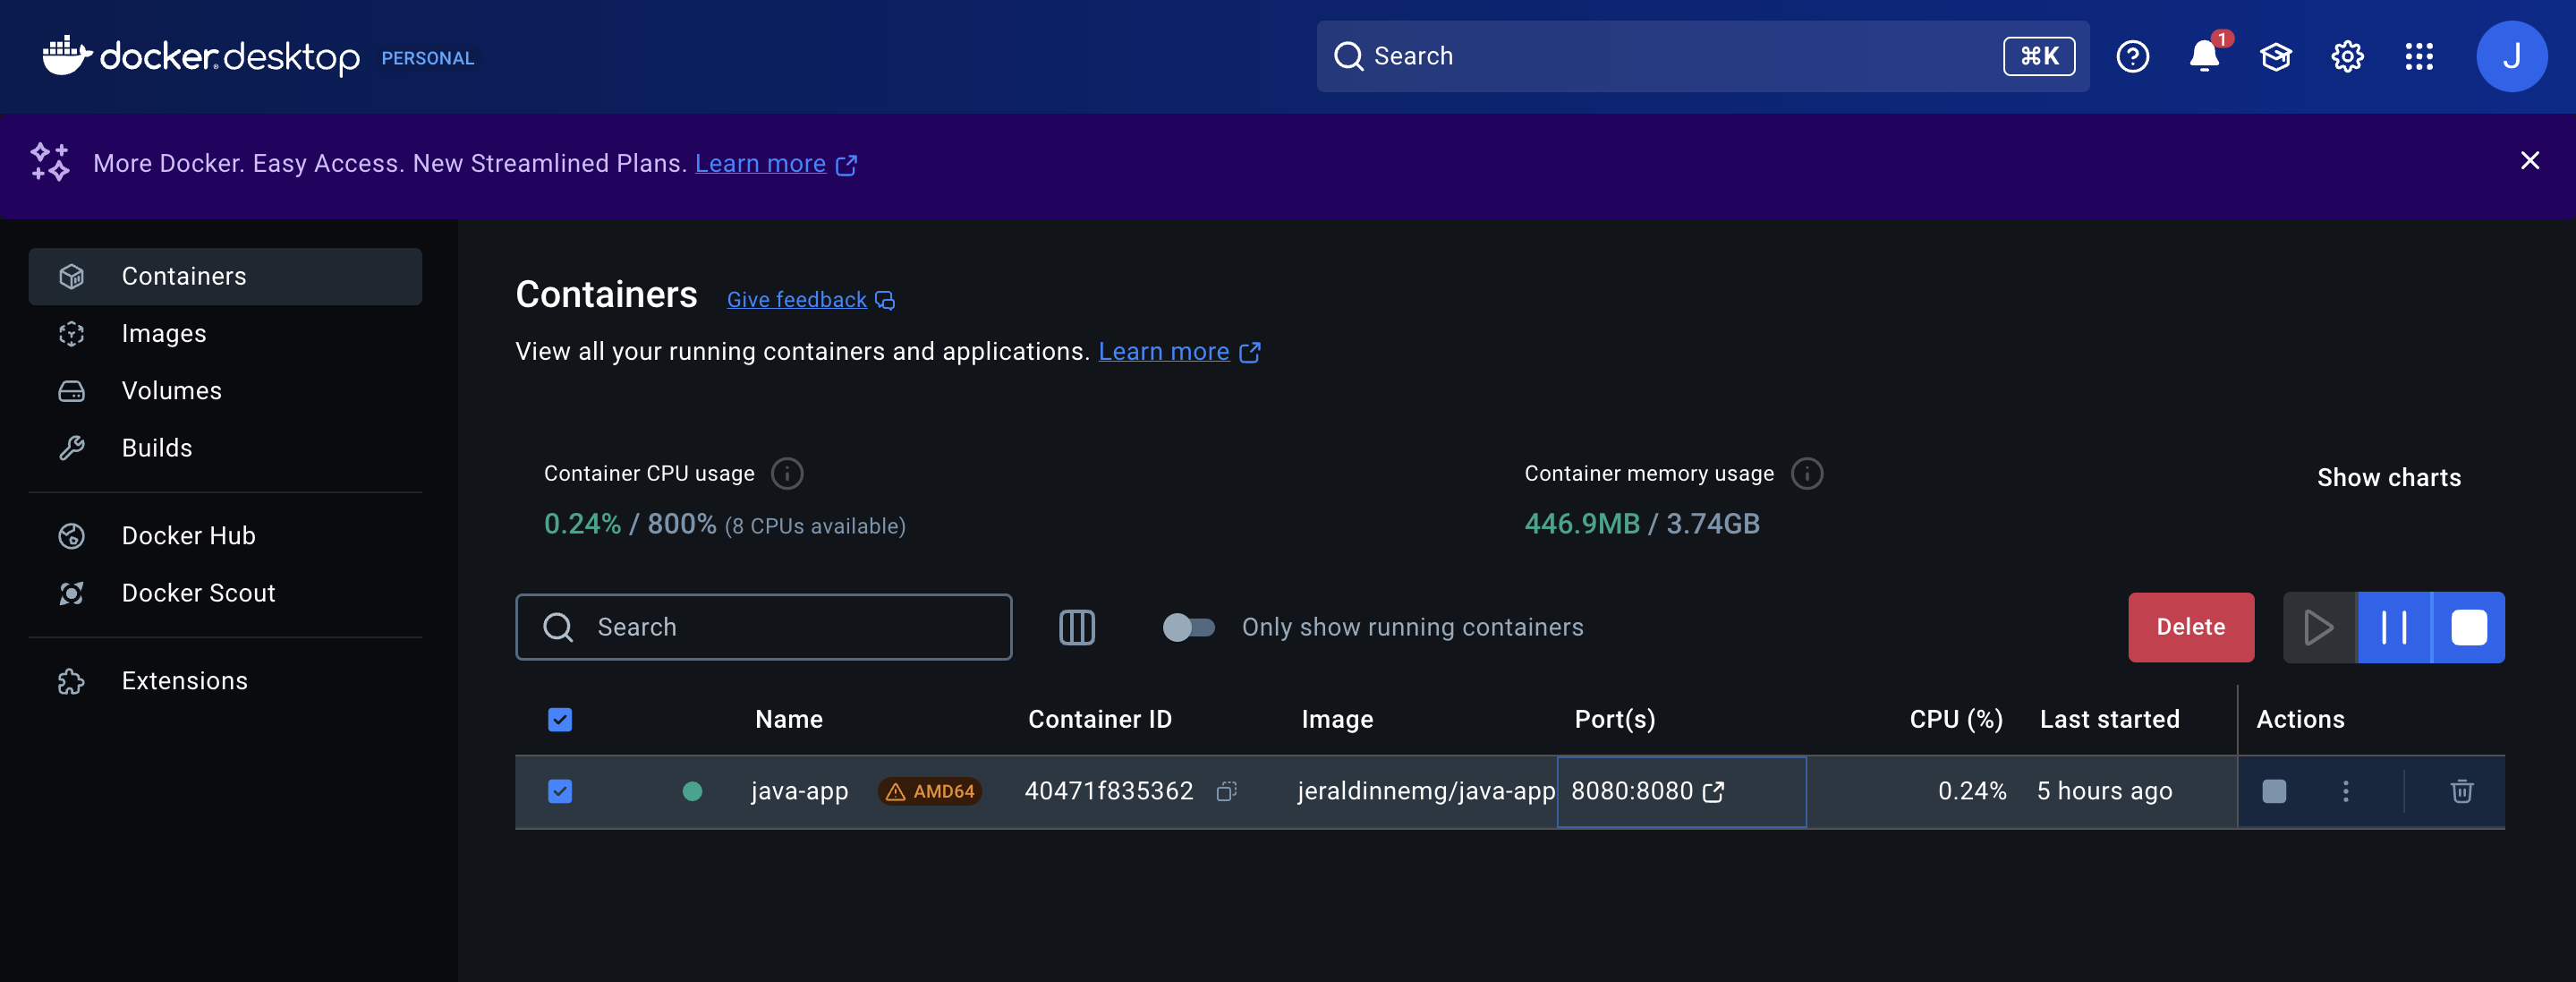 docker.desktop PERSONAL
Search ⌘K
1
J
More Docker. Easy Access. New Streamlined Plans. Learn more
Containers
Images
Volumes
Builds
Docker Hub
Docker Scout
Extensions
Containers Give feedback
View all your running containers and applications. Learn more
Container CPU usage
0.24% / 800% (8 CPUs available)
Container memory usage
446.9MB / 3.74GB
Show charts
Search
Only show running containers
Delete
Name Container ID Image Port(s) CPU (%) Last started Actions
java-app AMD64 40471f835362 jeraldinnemg/java-app 8080:8080 0.24% 5 hours ago